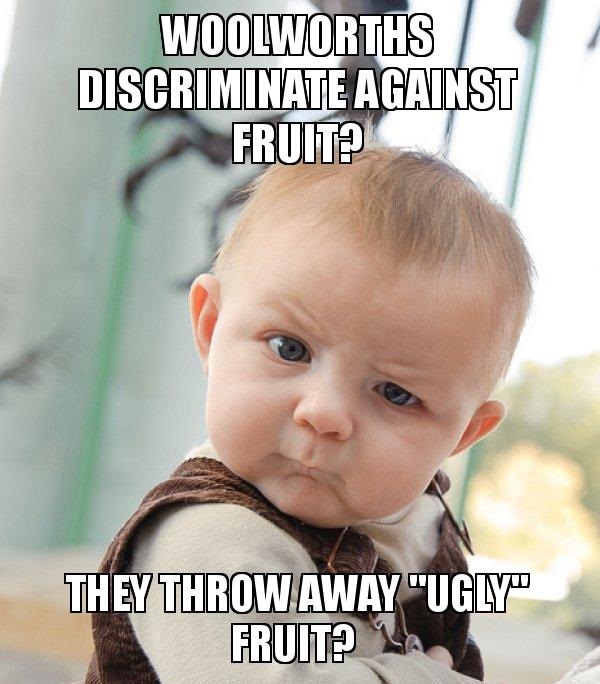 WOOLWORTHS
DISCRIMINATE AGAINST
FRUIT?
THEY THROW AWAY "UGLY"
FRUIT?